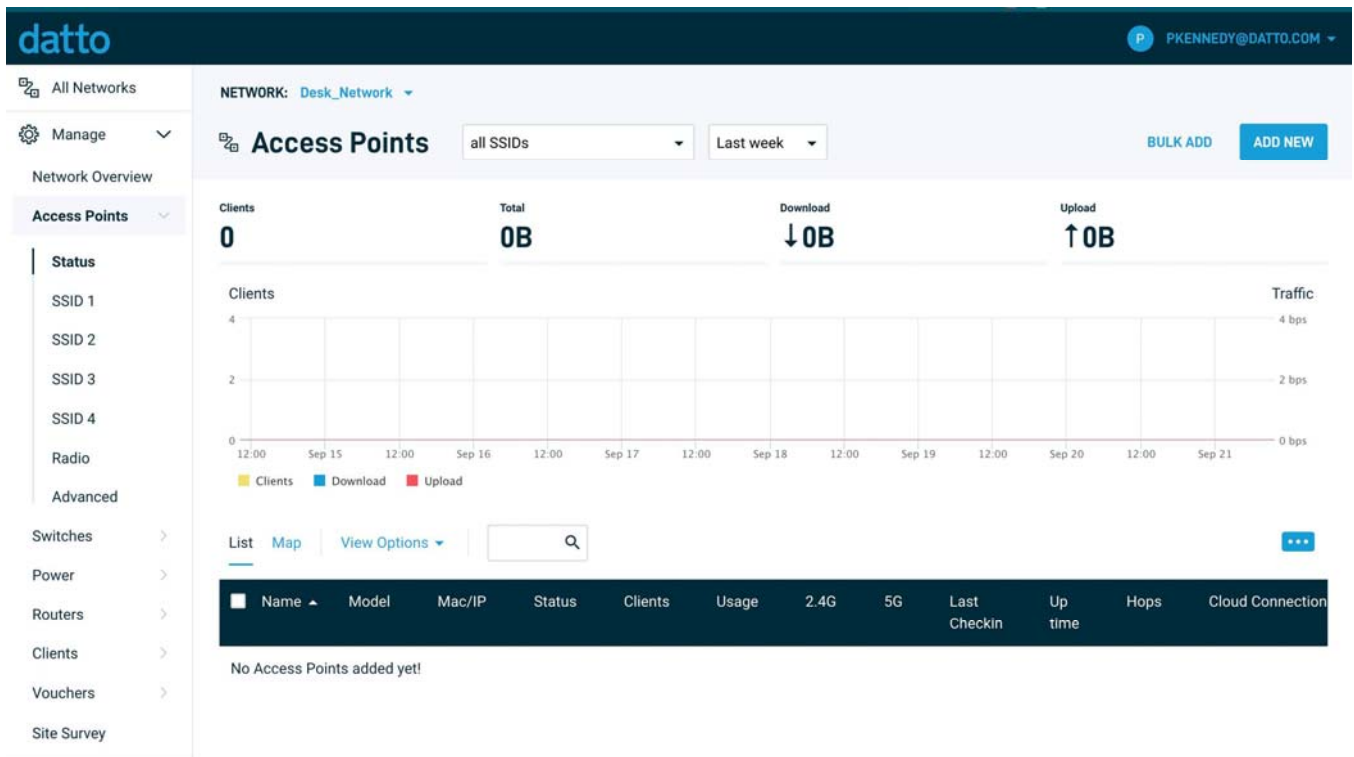 datto
P PKENNEDY@DATTO.COM
All Networks
Manage
Network Overview
Access Points
Status
SSID 1
SSID 2
SSID 3
SSID 4
Radio
Advanced
Switches
Power
Routers
Clients
Vouchers
Site Survey
NETWORK: Desk_Network
Access Points
all SSIDs
Last week
BULK ADD
ADD NEW
Clients
0
Total
0B
Download
↓0B
Upload
↑0B
Clients
Traffic
4 4 bps
2 2 bps
0 0 bps
12:00 Sep 15 12:00 Sep 16 12:00 Sep 17 12:00 Sep 18 12:00 Sep 19 12:00 Sep 20 12:00 Sep 21
Clients Download Upload
List Map View Options
Name Model Mac/IP Status Clients Usage 2.4G 5G Last Checkin Up time Hops Cloud Connection
No Access Points added yet!